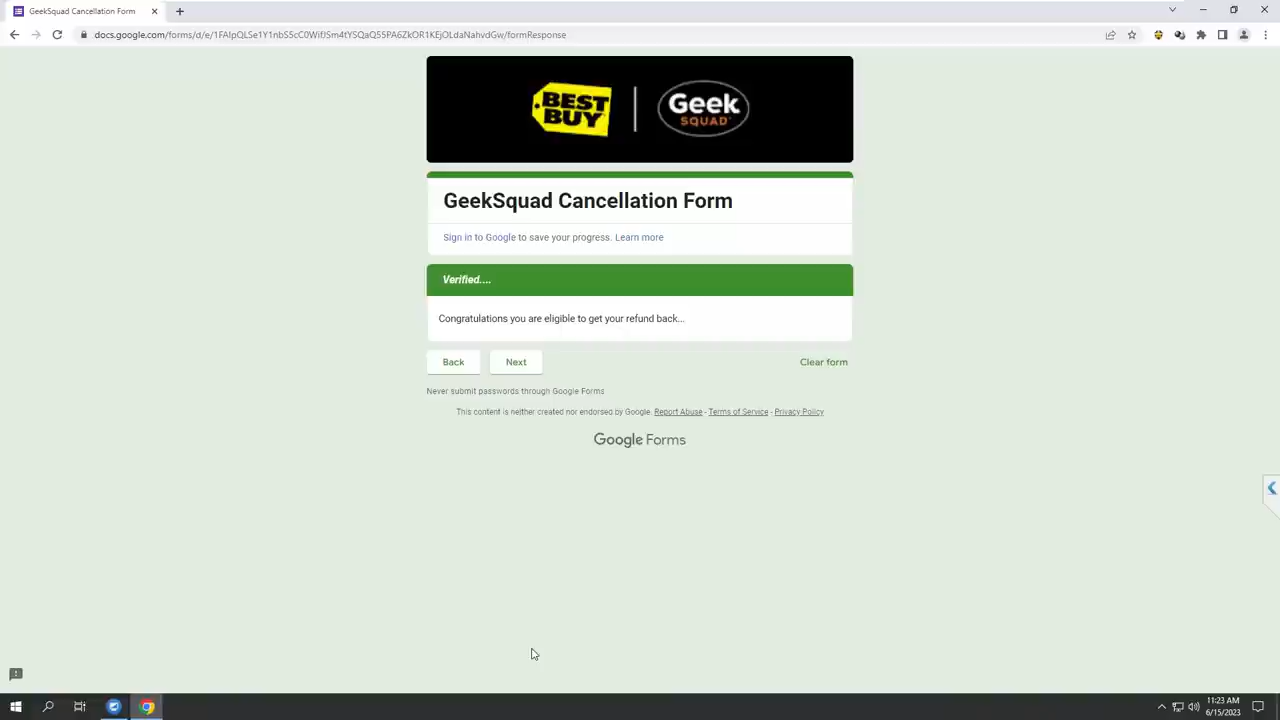 GeekSquad Cancellation Form
docs.google.com/forms/d/e/1FAIpQLSe1Y1nbS5cC0WifJSm4tYSQaQ55PA6ZkOR1KEjOLdaNahvdGw/formResponse
BEST
BUY
Geek
SQUAD
GeekSquad Cancellation Form
Sign in to Google to save your progress. Learn more
Verified....
Congratulations you are eligible to get your refund back...
Back Next Clear form
Never submit passwords through Google Forms
This content is neither created nor endorsed by Google. Report Abuse - Terms of Service - Privacy Policy
Google Forms
11:23 AM
6/15/2023